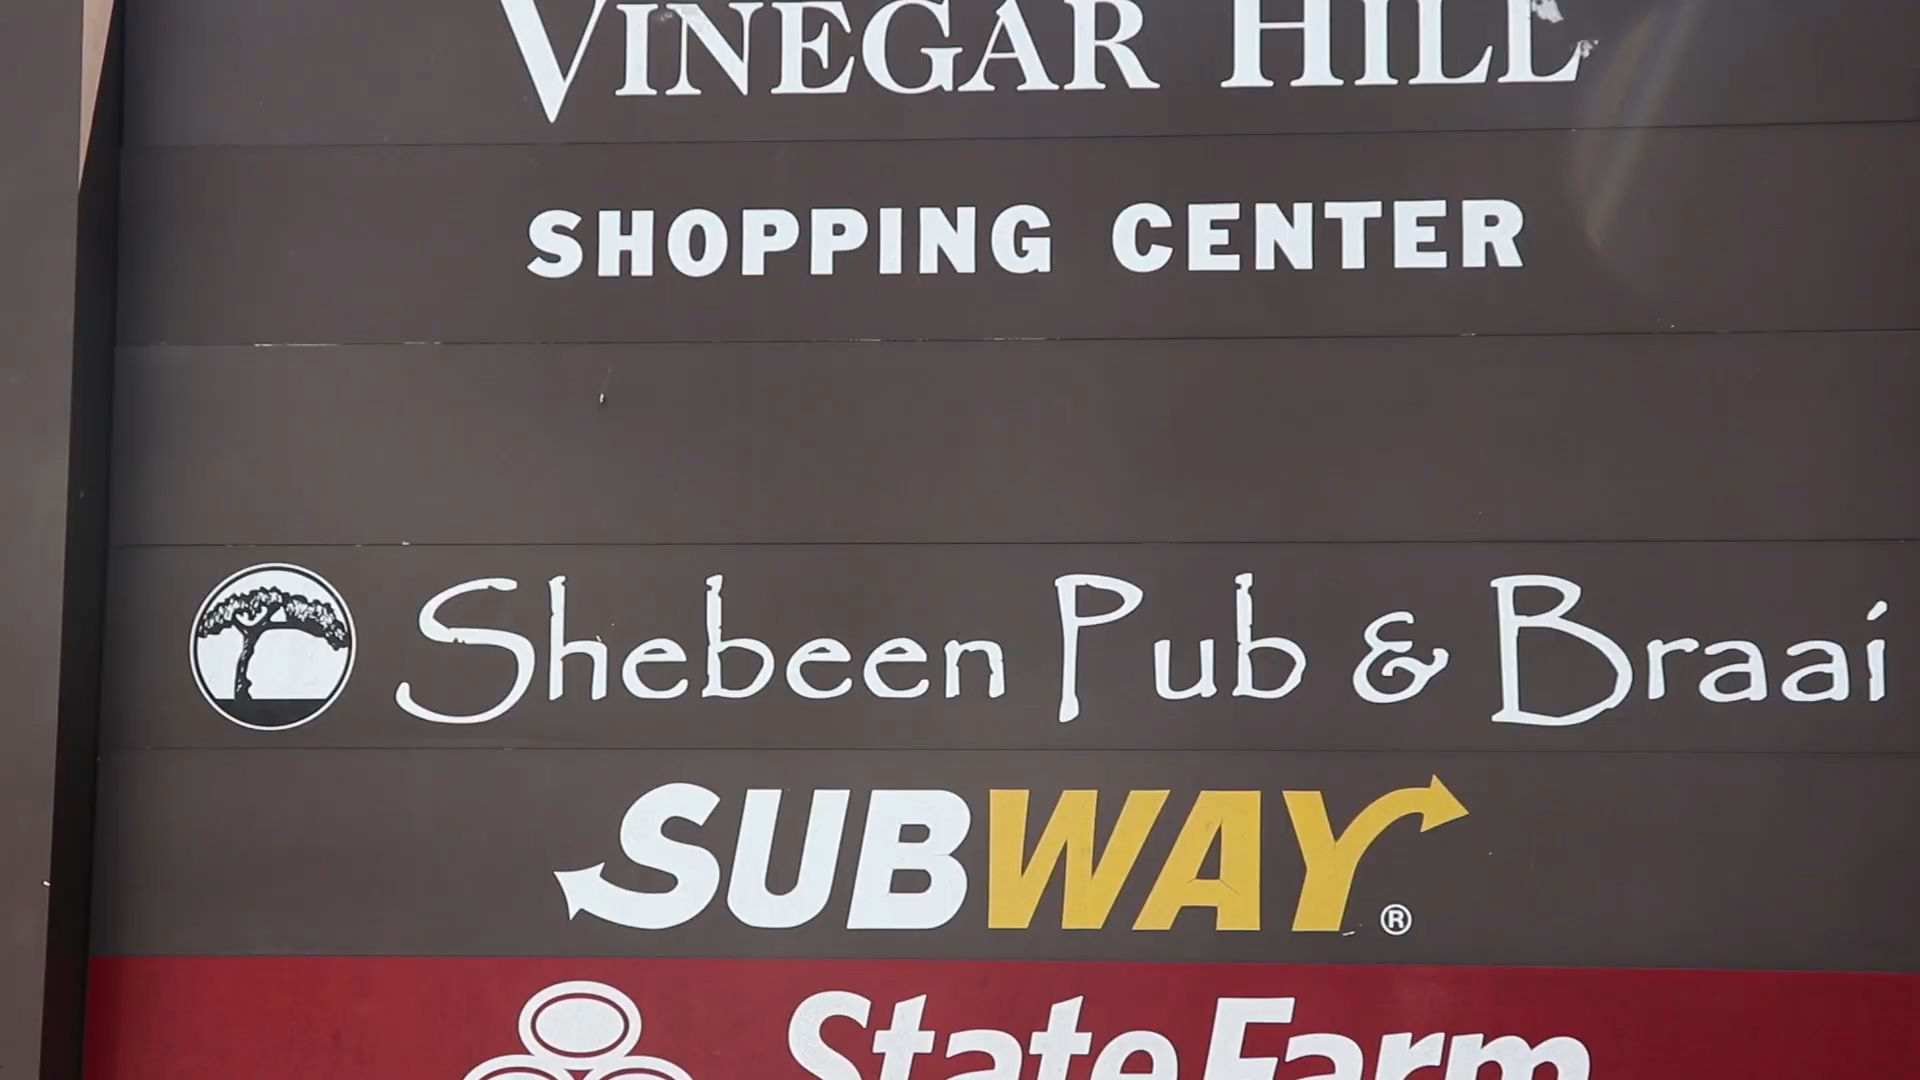 VINEGAR HILL
SHOPPING CENTER
Shebeen Pub & Braai
SUBWAY®
State Farm